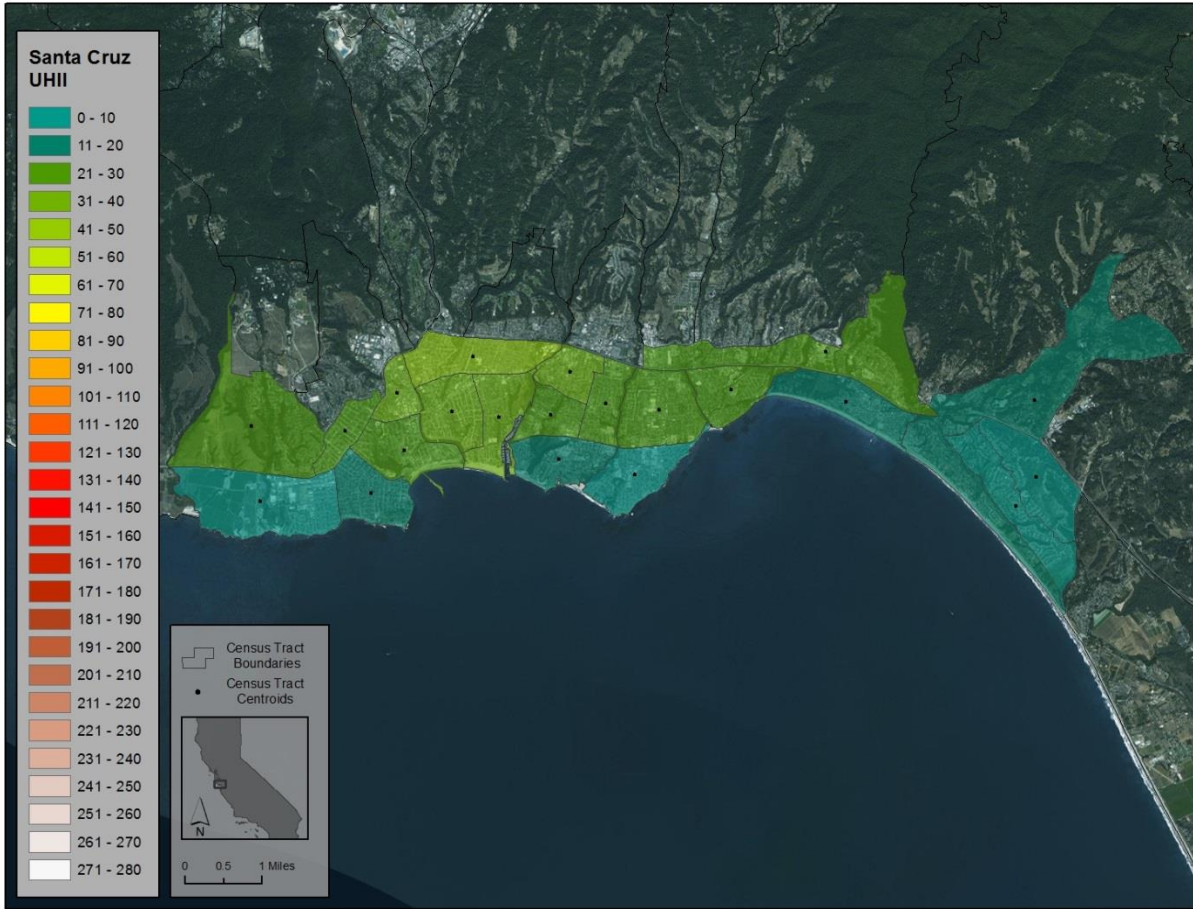 Santa Cruz
UHII
0 - 10
11 - 20
21 - 30
31 - 40
41 - 50
51 - 60
61 - 70
71 - 80
81 - 90
91 - 100
101 - 110
111 - 120
121 - 130
131 - 140
141 - 150
151 - 160
161 - 170
171 - 180
181 - 190
191 - 200
201 - 210
211 - 220
221 - 230
231 - 240
241 - 250
251 - 260
261 - 270
271 - 280
Census Tract
Boundaries
Census Tract
Centroids
N
0 0.5 1 Miles